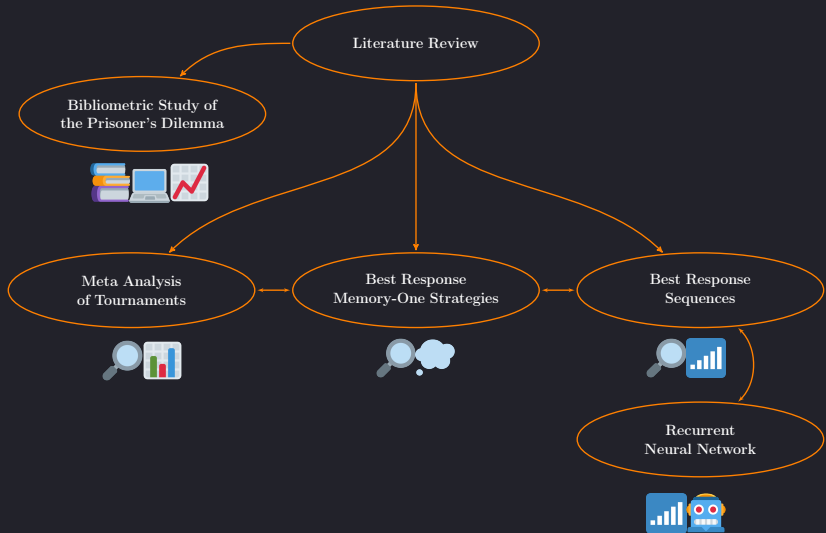 Literature Review
Bibliometric Study of
the Prisoner's Dilemma
Meta Analysis
of Tournaments
Best Response
Memory-One Strategies
Best Response
Sequences
Recurrent
Neural Network